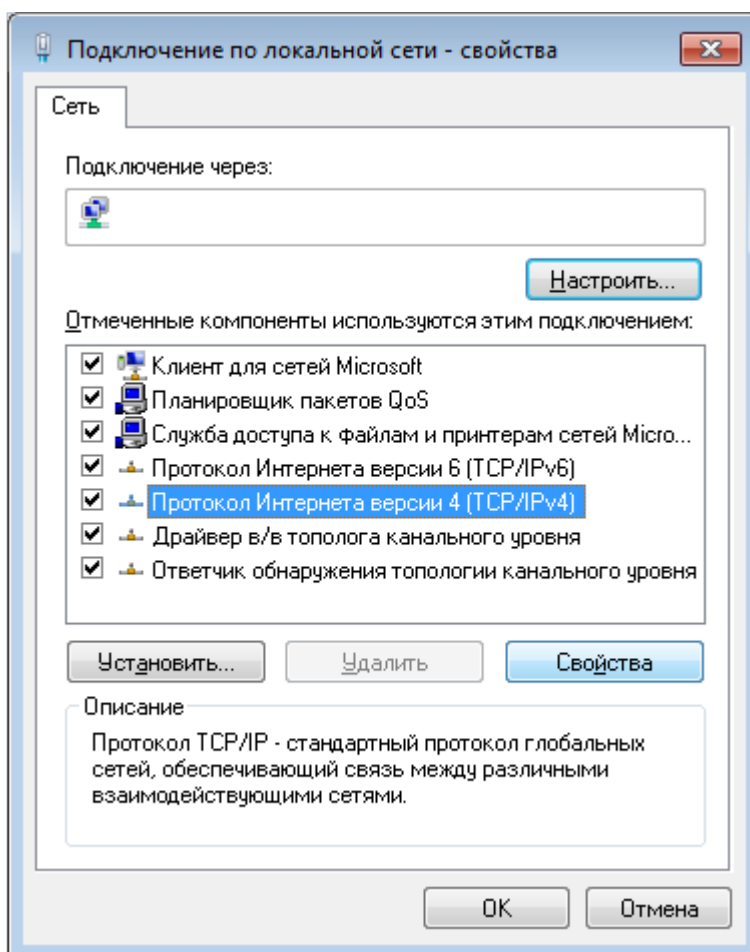 Подключение по локальной сети - свойства
Сеть
Подключение через:
Настроить...
Отмеченные компоненты используются этим подключением:
Клиент для сетей Microsoft
Планировщик пакетов QoS
Служба доступа к файлам и принтерам сетей Micro...
Протокол Интернета версии 6 (TCP/IPv6)
Протокол Интернета версии 4 (TCP/IPv4)
Драйвер в/в тополога канального уровня
Ответчик обнаружения топологии канального уровня
Установить... Удалить Свойства
Описание
Протокол TCP/IP - стандартный протокол глобальных
сетей, обеспечивающий связь между различными
взаимодействующими сетями.
OK Отмена